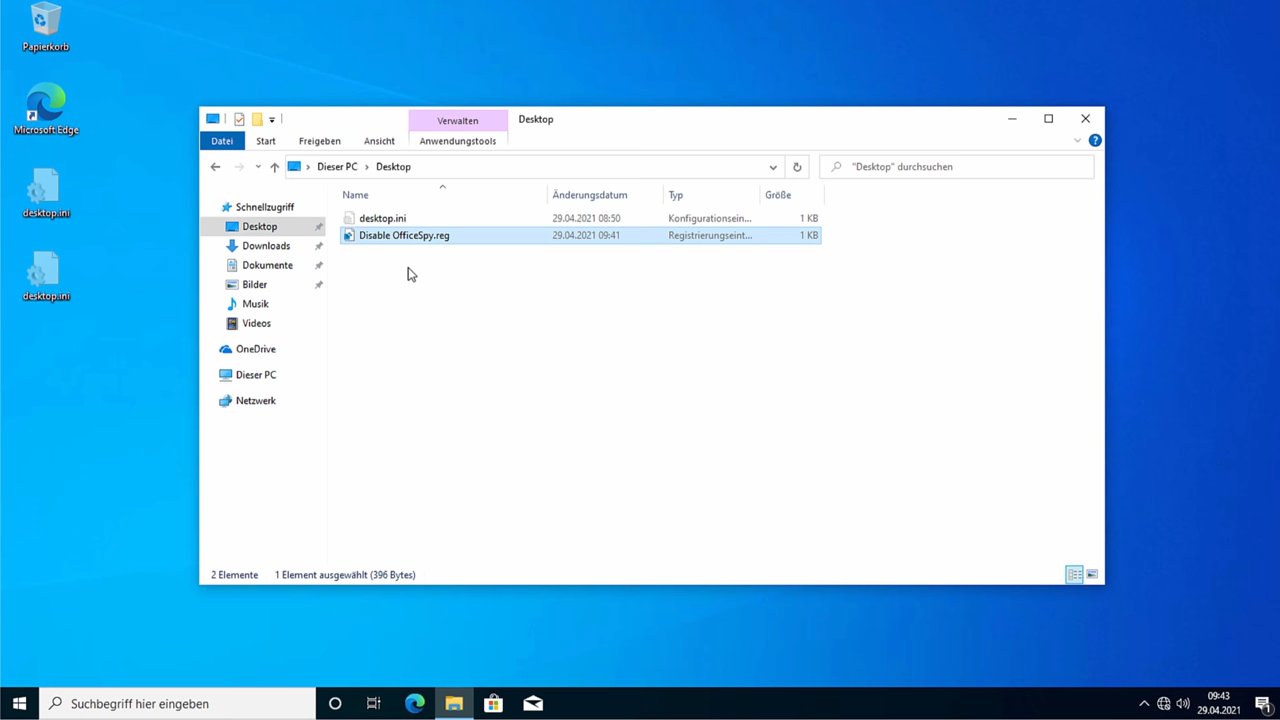 Papierkorb
Microsoft Edge
desktop.ini
desktop.ini
Verwalten
Desktop
Datei
Start
Freigeben
Ansicht
Anwendungstools
Dieser PC
Desktop
"Desktop" durchsuchen
Name
Änderungsdatum
Typ
Größe
desktop.ini
29.04.2021 08:50
Konfigurationsein...
1 KB
Disable OfficeSpy.reg
29.04.2021 09:41
Registrierungseint...
1 KB
Schnellzugriff
Desktop
Downloads
Dokumente
Bilder
Musik
Videos
OneDrive
Dieser PC
Netzwerk
2 Elemente
1 Element ausgewählt (396 Bytes)
Suchbegriff hier eingeben
09:43
29.04.2021
1